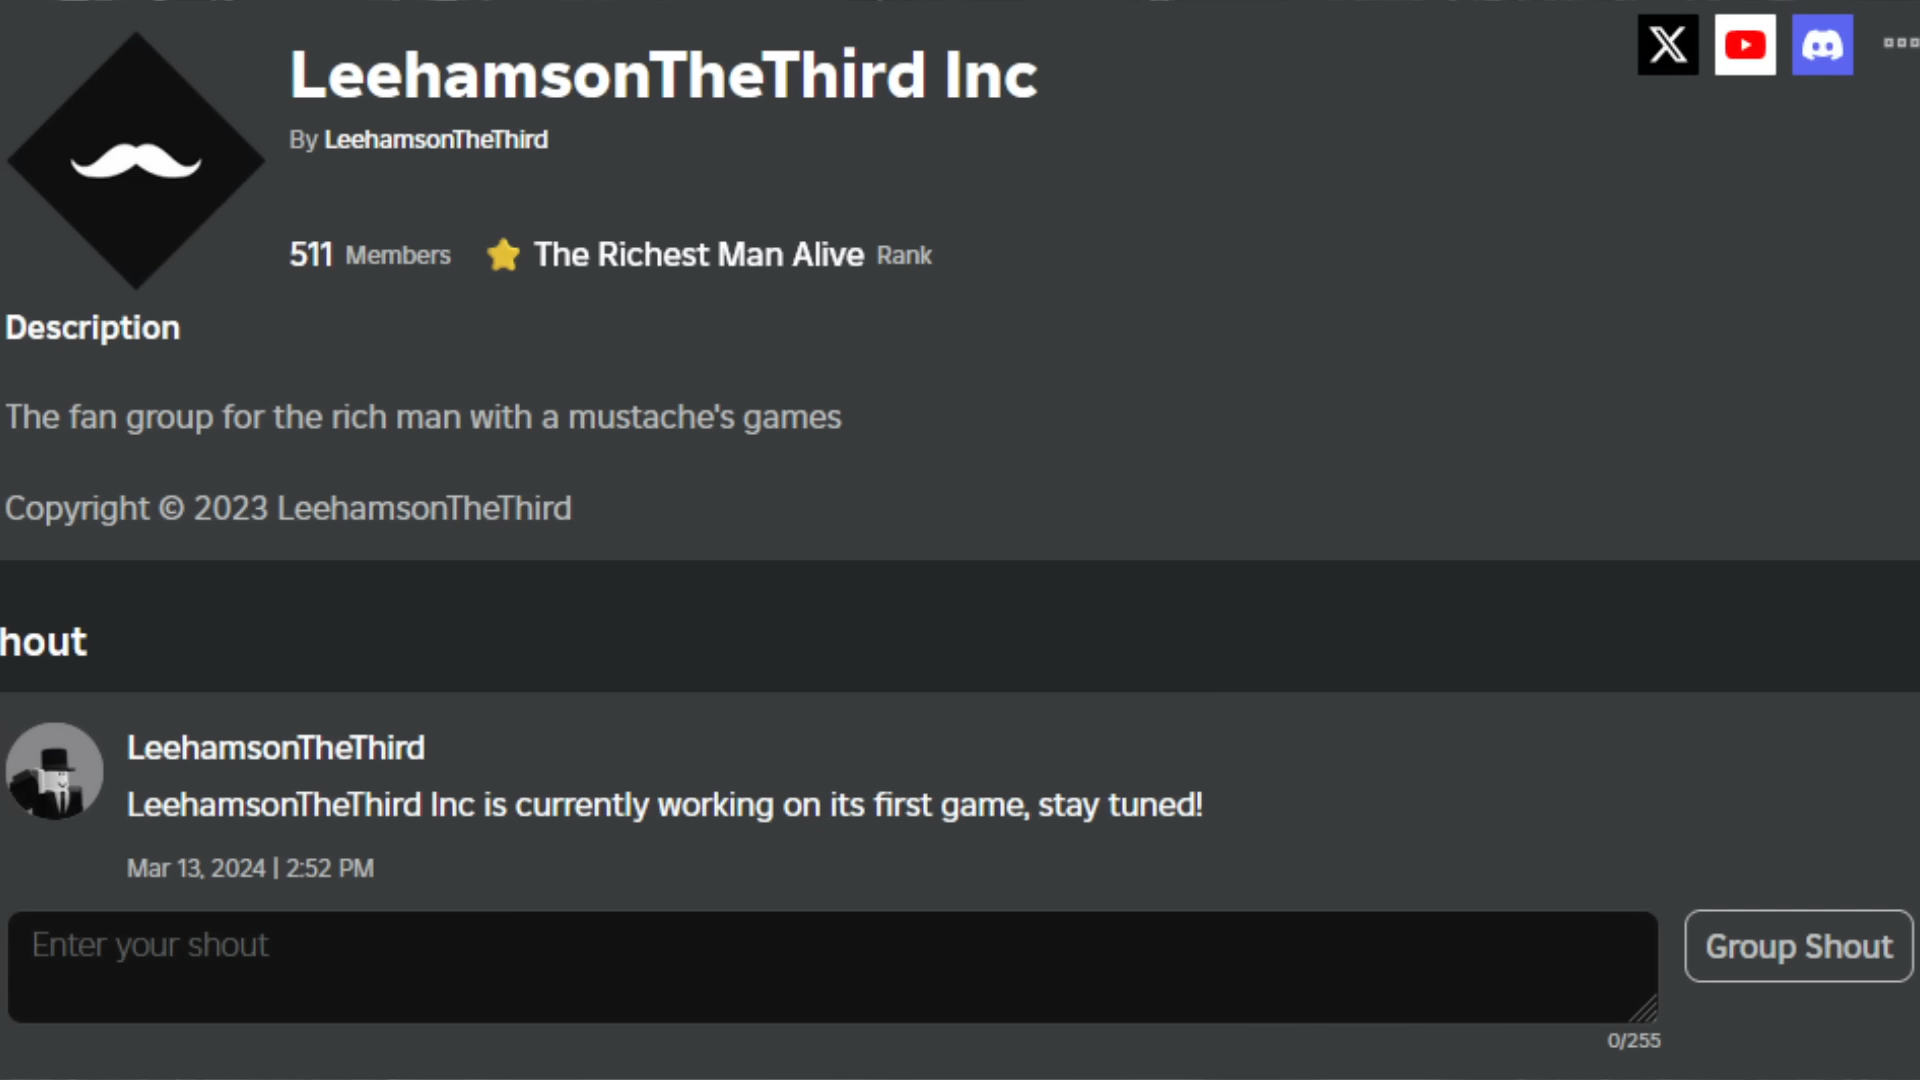 LeehamsonTheThird Inc
By LeehamsonTheThird
511 Members The Richest Man Alive Rank
Description
The fan group for the rich man with a mustache's games
Copyright © 2023 LeehamsonTheThird
hout
LeehamsonTheThird
LeehamsonTheThird Inc is currently working on its first game, stay tuned!
Mar 13, 2024 | 2:52 PM
Enter your shout
Group Shout
0/255